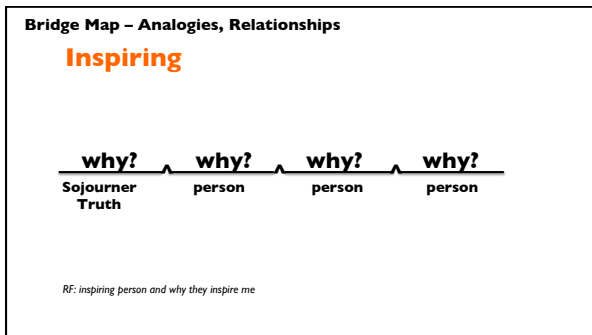 Bridge Map – Analogies, Relationships
Inspiring
why? why? why? why?
Sojourner Truth person person person
RF: inspiring person and why they inspire me